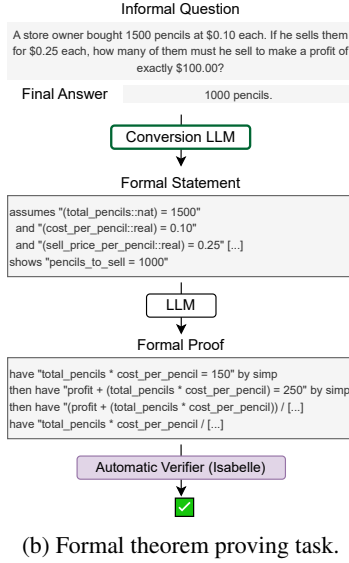 Informal Question
A store owner bought 1500 pencils at $0.10 each. If he sells them
for $0.25 each, how many of them must he sell to make a profit of
exactly $100.00?
Final Answer
1000 pencils.
Conversion LLM
Formal Statement
assumes "(total_pencils::nat) = 1500"
and "(cost_per_pencil::real) = 0.10"
and "(sell_price_per_pencil::real) = 0.25" [...]
shows "pencils_to_sell = 1000"
LLM
Formal Proof
have "total_pencils * cost_per_pencil = 150" by simp
then have "profit + (total_pencils * cost_per_pencil) = 250" by simp
then have "(profit + (total_pencils * cost_per_pencil)) / [...]
have "total_pencils * cost_per_pencil / [...]
Automatic Verifier (Isabelle)
(b) Formal theorem proving task.